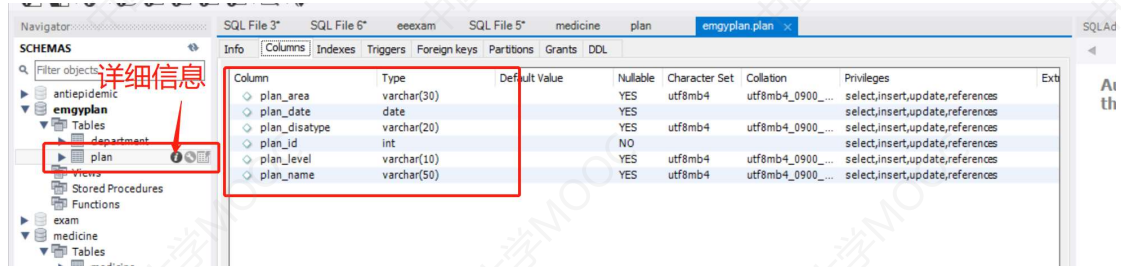 SQL File 3* SQL File 6* eeexam SQL File 5* medicine plan emgyplan.plan
Navigator
SQLAd
SCHEMAS
Info Columns Indexes Triggers Foreign keys Partitions Grants DDL
Filter objects
详细信息
Column Type Default Value Nullable Character Set Collation Privileges Ext
antiepidemic
plan_area varchar(30) YES utf8mb4 utf8mb4_0900_... select,insert,update,references
emgyplan
plan_date date YES select,insert,update,references
Tables
plan_disatype varchar(20) YES utf8mb4 utf8mb4_0900_... select,insert,update,references
department
plan_id int NO select,insert,update,references
plan
plan_level varchar(10) YES utf8mb4 utf8mb4_0900_... select,insert,update,references
Views
plan_name varchar(50) YES utf8mb4 utf8mb4_0900_... select,insert,update,references
Stored Procedures
Functions
exam
medicine
Tables